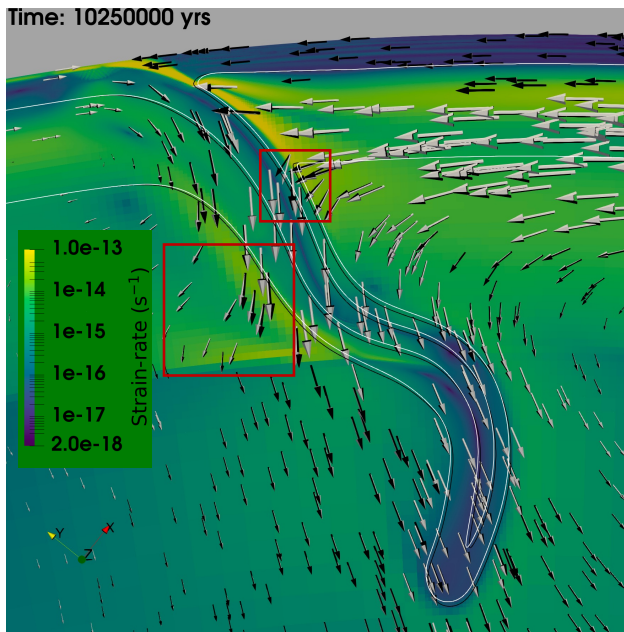 Time: 10250000 yrs
1.0e-13
1e-14
1e-15
1e-16
1e-17
2.0e-18
Strain-rate (s⁻¹)
Y
X
Z